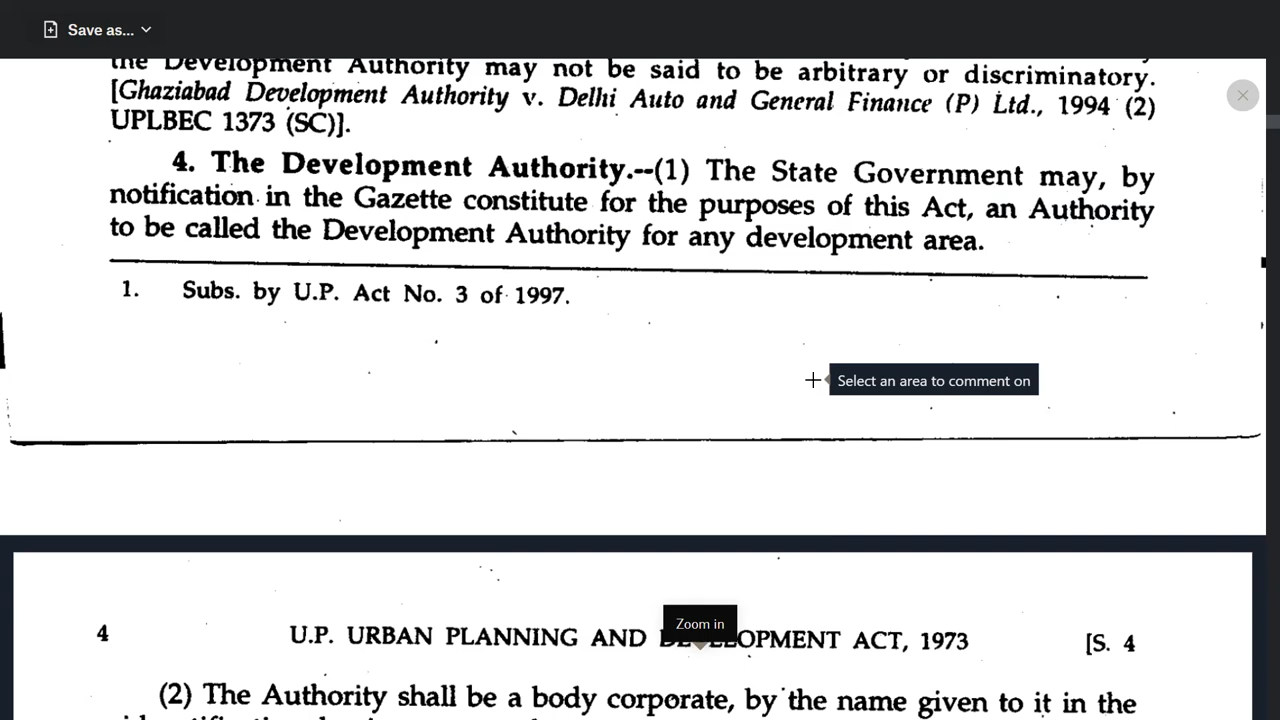 Save as...
the Development Authority may not be said to be arbitrary or discriminatory.
[Ghaziabad Development Authority v. Delhi Auto and General Finance (P) Ltd., 1994 (2)
UPLBEC 1373 (SC)].
4. The Development Authority.--(1) The State Government may, by
notification in the Gazette constitute for the purposes of this Act, an Authority
to be called the Development Authority for any development area.
1. Subs. by U.P. Act No. 3 of 1997.
Select an area to comment on
Zoom in
4 U.P. URBAN PLANNING AND DEVELOPMENT ACT, 1973 [S. 4
(2) The Authority shall be a body corporate, by the name given to it in the